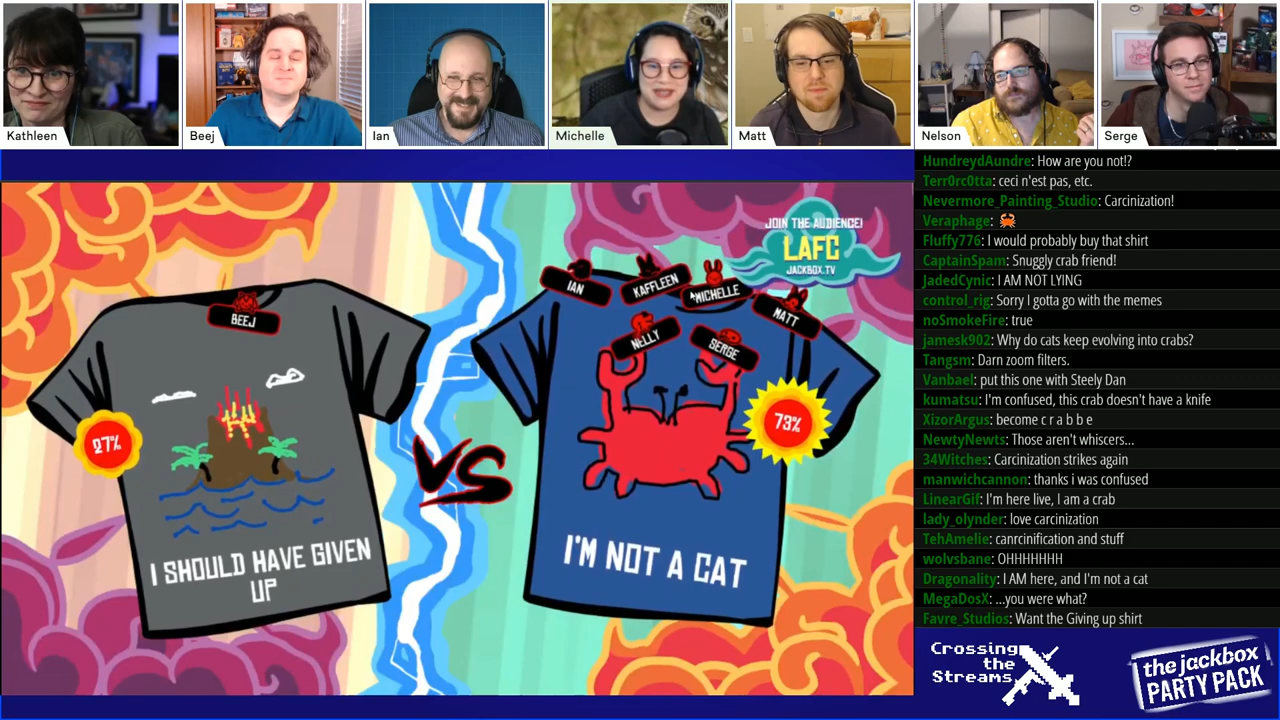 Kathleen
Beej
Ian
Michelle
Matt
Nelson
Serge
JOIN THE AUDIENCE!
LAFC
JACKBOX.TV
BEEJ
27%
I SHOULD HAVE GIVEN
UP
VS
IAN
KAFFLEEN
MICHELLE
MATT
NELLY
SERGE
73%
I'M NOT A CAT
HundreydAundre: How are you not!?
Terr0rc0tta: ceci n'est pas, etc.
Nevermore_Painting_Studio: Carcinization!
Veraphage: 🦀
Fluffy776: I would probably buy that shirt
CaptainSpam: Snuggly crab friend!
JadedCynic: I AM NOT LYING
control_rig: Sorry I gotta go with the memes
noSmokeFire: true
jamesk902: Why do cats keep evolving into crabs?
Tangsm: Darn zoom filters.
Vanbael: put this one with Steely Dan
kumatsu: I'm confused, this crab doesn't have a knife
XizorArgus: become c r a b b e
NewtyNewts: Those aren't whiscers...
34Witches: Carcinization strikes again
manwichcannon: thanks i was confused
LinearGif: I'm here live, I am a crab
lady_olynder: love carcinization
TehAmelie: canrcinification and stuff
wolvsbane: OHHHHHHH
Dragonality: I AM here, and I'm not a cat
MegaDosX: ...you were what?
Favre_Studios: Want the Giving up shirt
Crossing
the
Streams
the jackbox
PARTY PACK